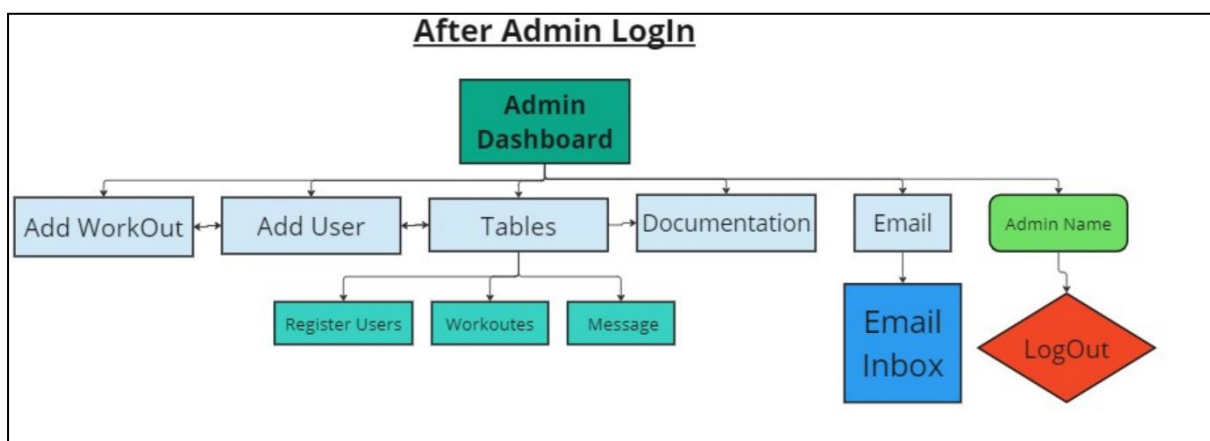 After Admin LogIn
Admin
Dashboard
Add WorkOut
Add User
Tables
Documentation
Email
Admin Name
Register Users
Workoutes
Message
Email
Inbox
LogOut